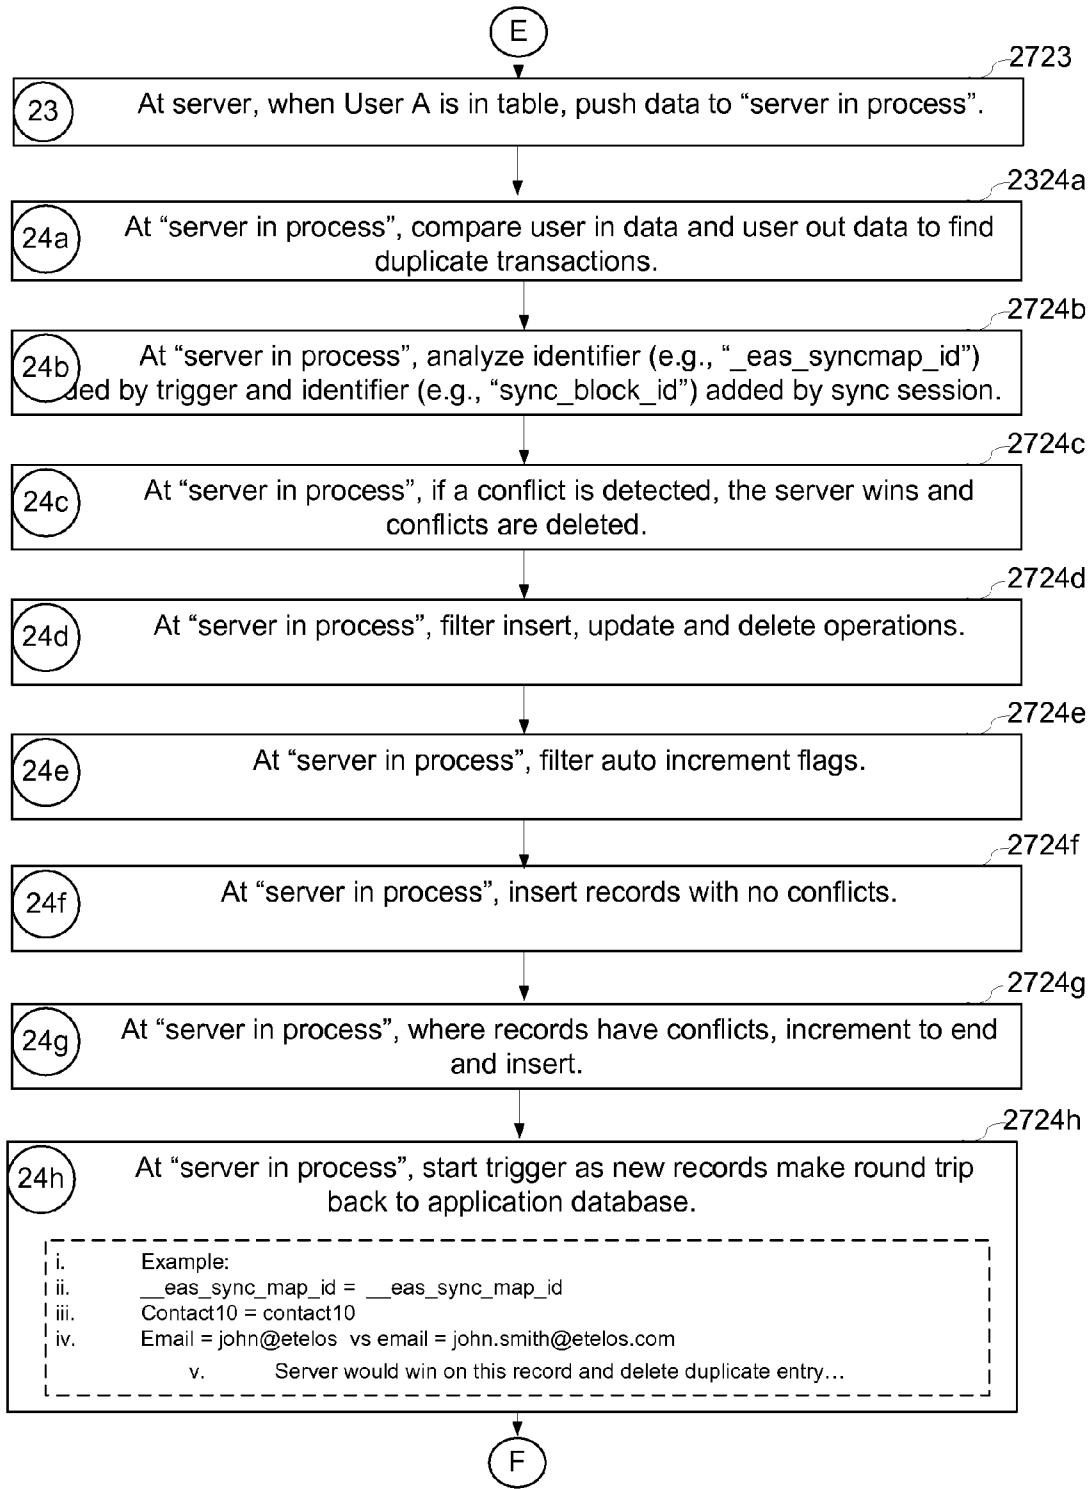 E
2723
23
At server, when User A is in table, push data to “server in process”.
2324a
24a
At “server in process”, compare user in data and user out data to find
duplicate transactions.
2724b
24b
At “server in process”, analyze identifier (e.g., “_eas_syncmap_id”)
ded by trigger and identifier (e.g., “sync_block_id”) added by sync session.
2724c
24c
At “server in process”, if a conflict is detected, the server wins and
conflicts are deleted.
2724d
24d
At “server in process”, filter insert, update and delete operations.
2724e
24e
At “server in process”, filter auto increment flags.
2724f
24f
At “server in process”, insert records with no conflicts.
2724g
24g
At “server in process”, where records have conflicts, increment to end
and insert.
2724h
24h
At “server in process”, start trigger as new records make round trip
back to application database.
i. Example:
ii. __eas_sync_map_id = __eas_sync_map_id
iii. Contact10 = contact10
iv. Email = john@etelos vs email = john.smith@etelos.com
v. Server would win on this record and delete duplicate entry…
F